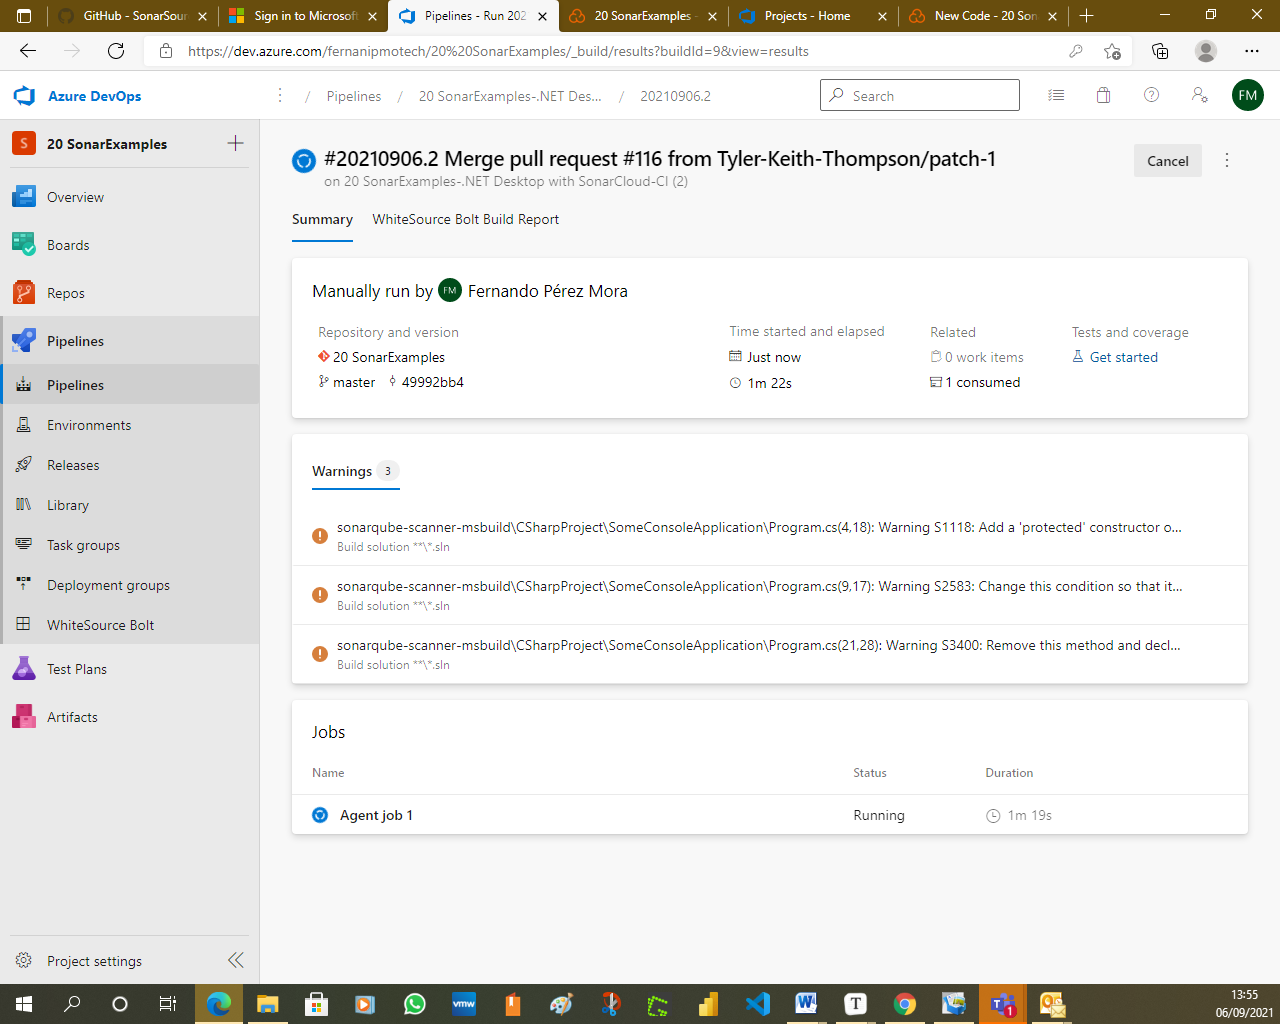 GitHub - SonarSour
Sign in to Microsoft
Pipelines - Run 202
20 SonarExamples -
Projects - Home
New Code - 20 Son
https://dev.azure.com/fernanipmotech/20%20SonarExamples/_build/results?buildId=9&view=results
Azure DevOps
/ Pipelines / 20 SonarExamples-.NET Des... / 20210906.2
Search
FM
S 20 SonarExamples
Overview
Boards
Repos
Pipelines
Pipelines
Environments
Releases
Library
Task groups
Deployment groups
WhiteSource Bolt
Test Plans
Artifacts
Project settings
#20210906.2 Merge pull request #116 from Tyler-Keith-Thompson/patch-1
on 20 SonarExamples-.NET Desktop with SonarCloud-CI (2)
Cancel
Summary
WhiteSource Bolt Build Report
Manually run by FM Fernando Pérez Mora
Repository and version
20 SonarExamples
master 49992bb4
Time started and elapsed
Just now
1m 22s
Related
0 work items
1 consumed
Tests and coverage
Get started
Warnings 3
sonarqube-scanner-msbuild\CSharpProject\SomeConsoleApplication\Program.cs(4,18): Warning S1118: Add a 'protected' constructor o...
Build solution **\*.sln
sonarqube-scanner-msbuild\CSharpProject\SomeConsoleApplication\Program.cs(9,17): Warning S2583: Change this condition so that it...
Build solution **\*.sln
sonarqube-scanner-msbuild\CSharpProject\SomeConsoleApplication\Program.cs(21,28): Warning S3400: Remove this method and decl...
Build solution **\*.sln
Jobs
Name Status Duration
Agent job 1 Running 1m 19s
vmw
W
T
1
13:55
06/09/2021